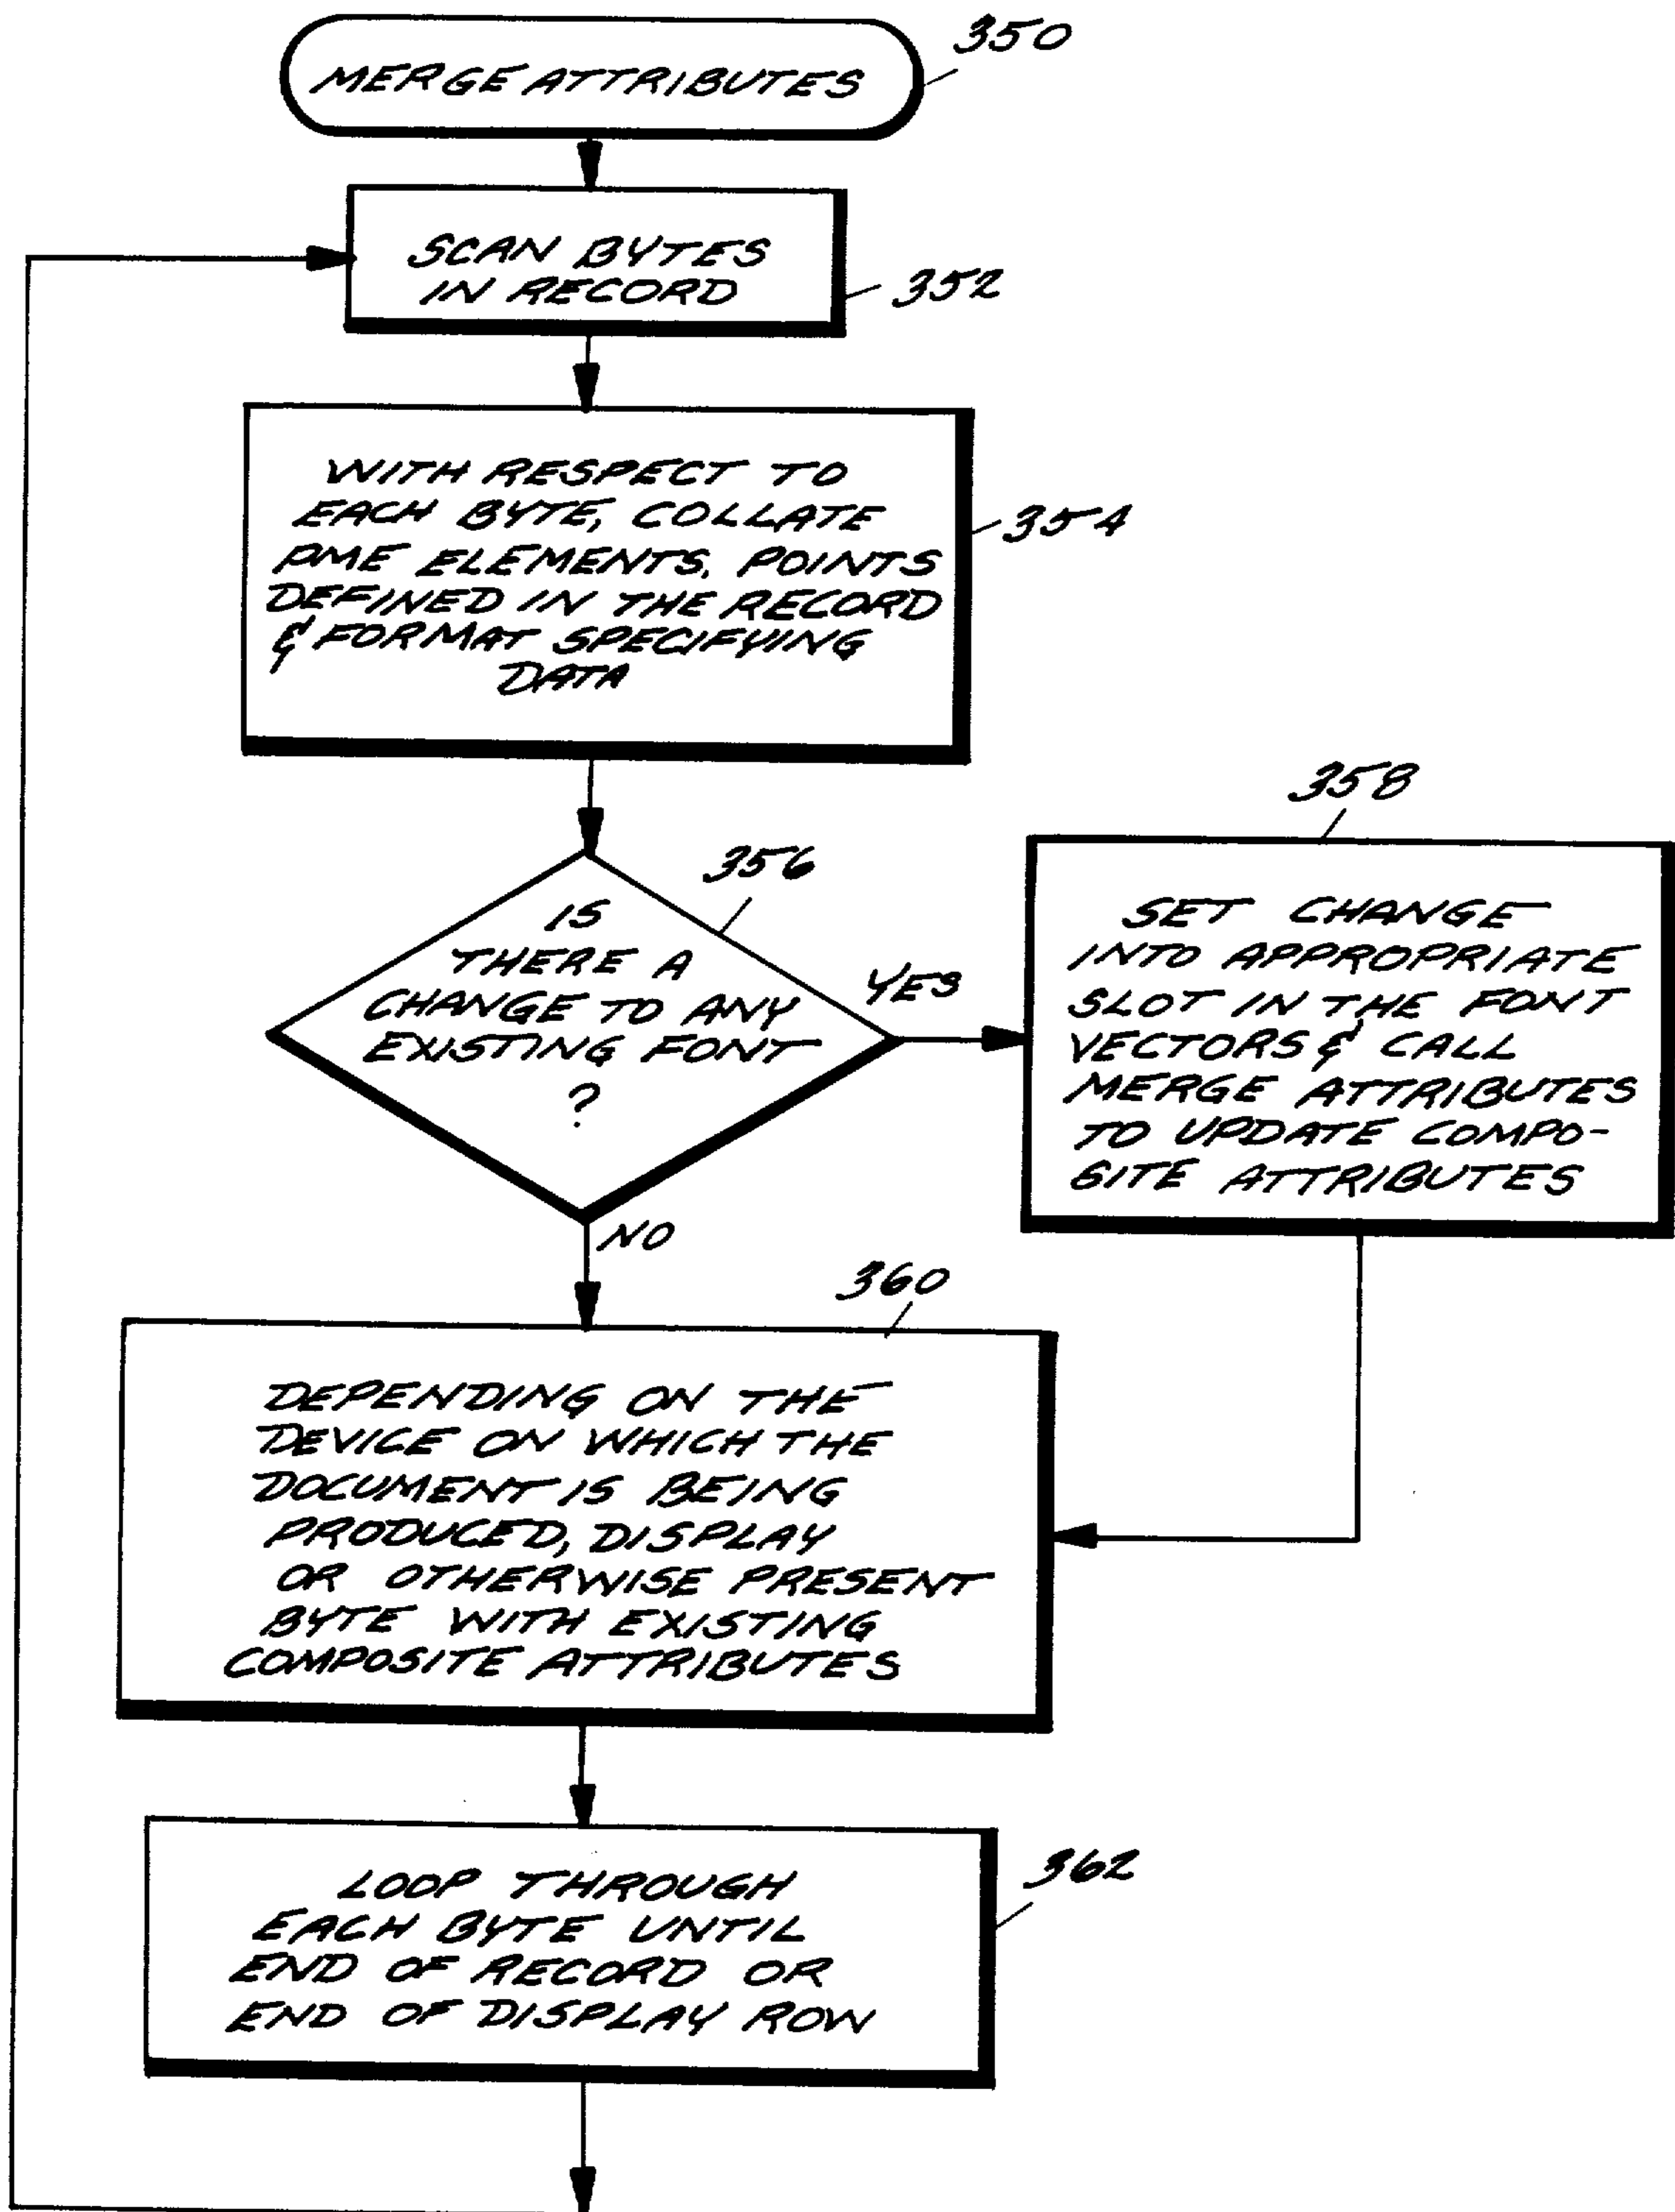 MERGE ATTRIBUTES
350
SCAN BYTES
IN RECORD
352
WITH RESPECT TO
EACH BYTE, COLLATE
PME ELEMENTS, POINTS
DEFINED IN THE RECORD
& FORMAT SPECIFYING
DATA
354
IS
THERE A
CHANGE TO ANY
EXISTING FONT
?
356
YES
NO
358
SET CHANGE
INTO APPROPRIATE
SLOT IN THE FONT
VECTORS & CALL
MERGE ATTRIBUTES
TO UPDATE COMPO-
SITE ATTRIBUTES
360
DEPENDING ON THE
DEVICE ON WHICH THE
DOCUMENT IS BEING
PRODUCED, DISPLAY
OR OTHERWISE PRESENT
BYTE WITH EXISTING
COMPOSITE ATTRIBUTES
LOOP THROUGH
EACH BYTE UNTIL
END OF RECORD OR
END OF DISPLAY ROW
362